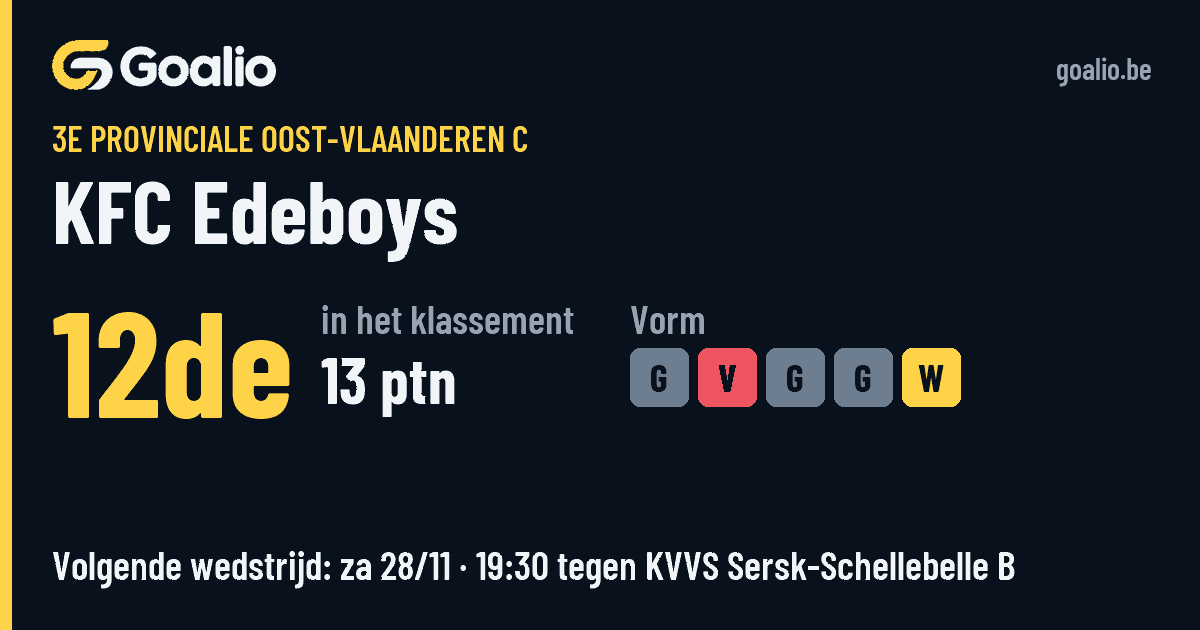 Goalio
goalio.be
3E PROVINCIALE OOST-VLAANDEREN C
KFC Edeboys
12de
in het klassement
13 ptn
Vorm
G V G G W
Volgende wedstrijd: za 28/11 · 19:30 tegen KVVS Sersk-Schellebelle B